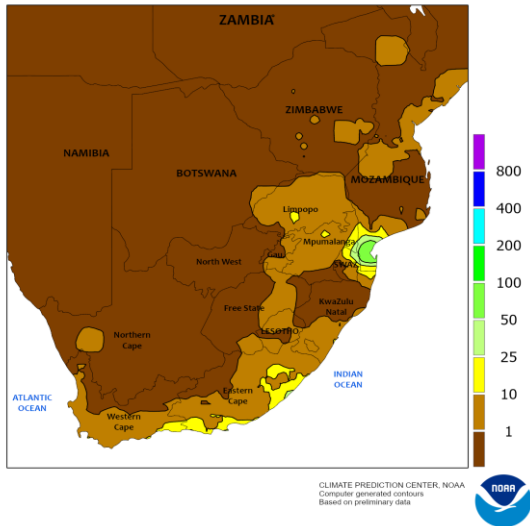 ZAMBIA
ZIMBABWE
NAMIBIA
BOTSWANA
MOZAMBIQUE
Limpopo
Mpumalanga
Gau
North West
SWAZ
Free State
KwaZulu
Natal
LESOTHO
Northern
Cape
Eastern
Cape
Western
Cape
ATLANTIC
OCEAN
INDIAN
OCEAN
800
400
200
100
50
25
10
1
CLIMATE PREDICTION CENTER, NOAA
Computer generated contours
Based on preliminary data
NOAA